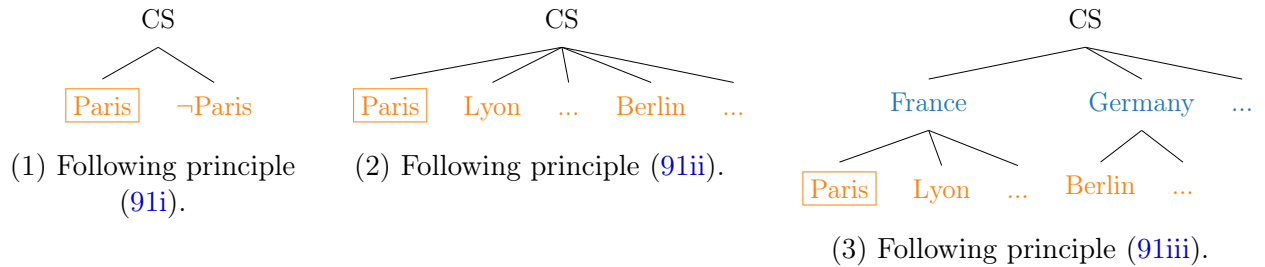 CS
Paris ¬Paris
(1) Following principle
(91i).
CS
Paris Lyon ... Berlin ...
(2) Following principle (91ii).
CS
France Germany ...
Paris Lyon ... Berlin ...
(3) Following principle (91iii).